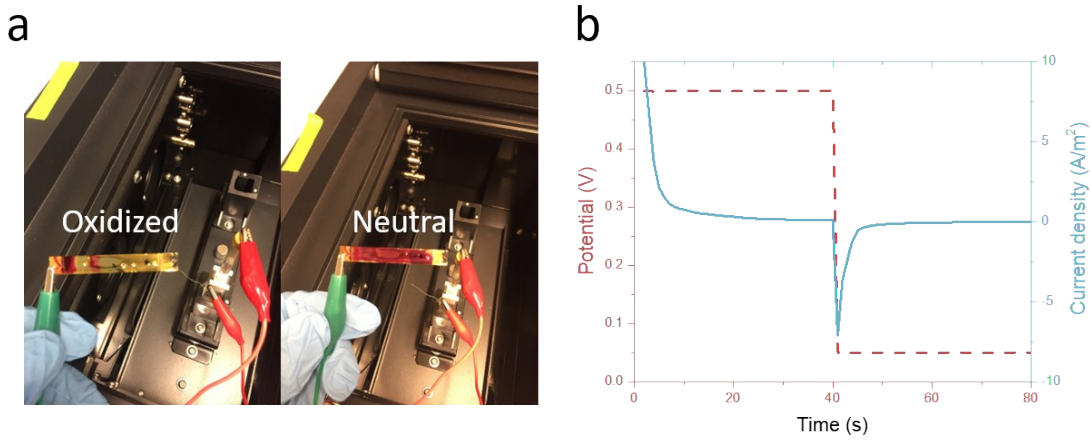 a
Oxidized
Neutral
b
Potential (V)
0.5
0.4
0.3
0.2
0.1
0.0
0
20
40
60
80
Time (s)
10
5
0
-5
-10
Current density (A/m²)